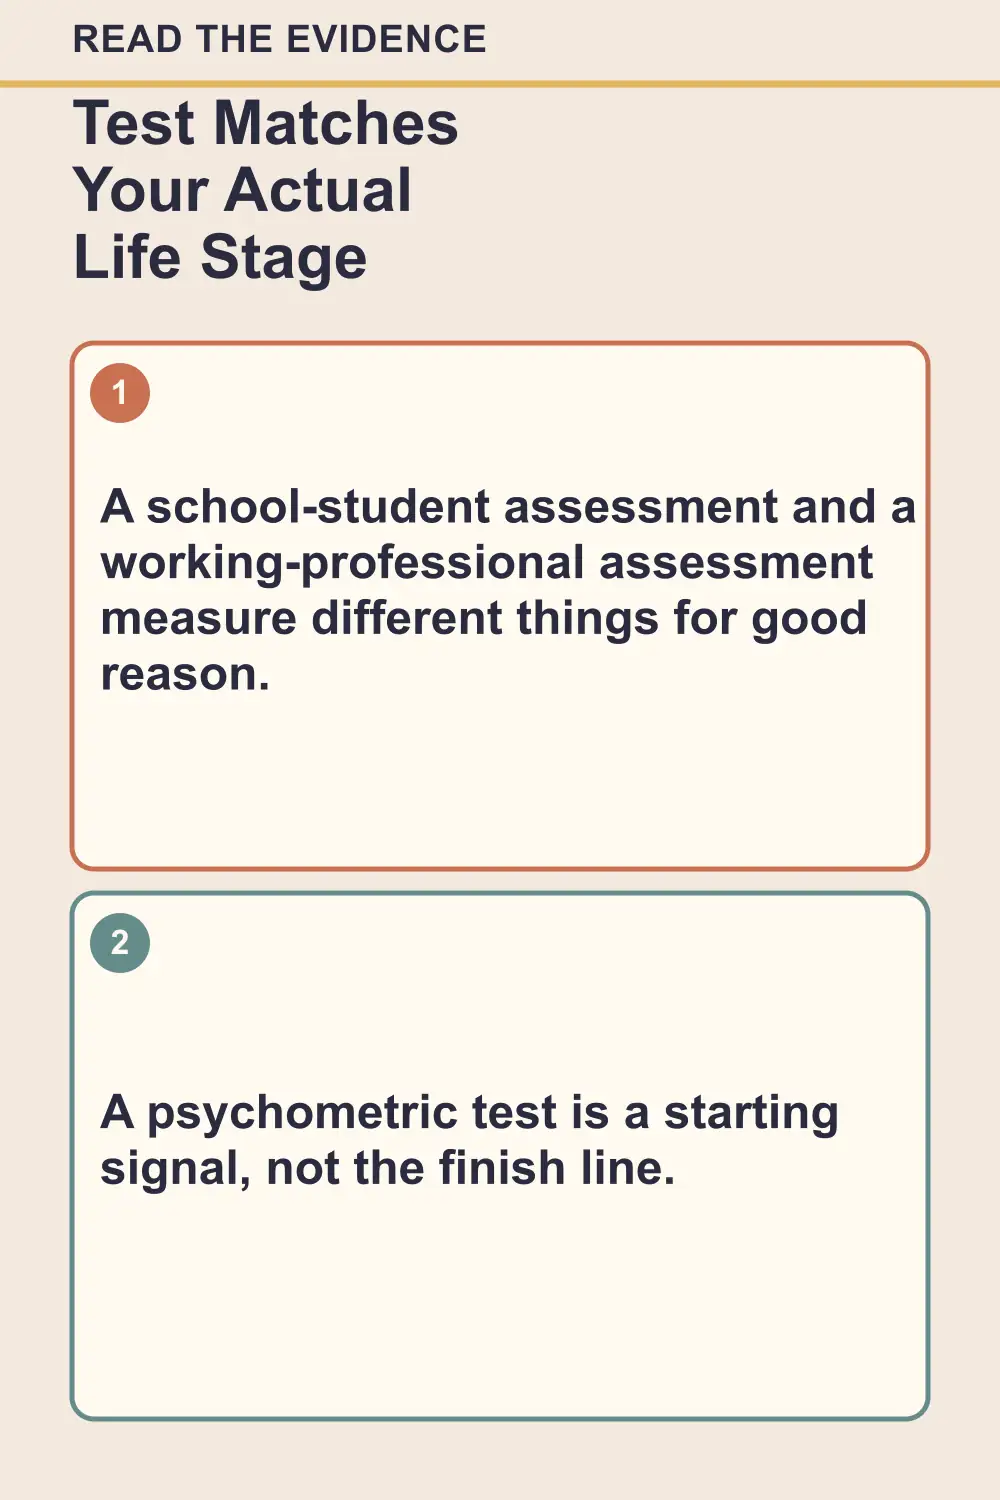 READ THE EVIDENCE
Test Matches
Your Actual
Life Stage
1
A school-student assessment and a
working-professional assessment
measure different things for good
reason.
2
A psychometric test is a starting
signal, not the finish line.